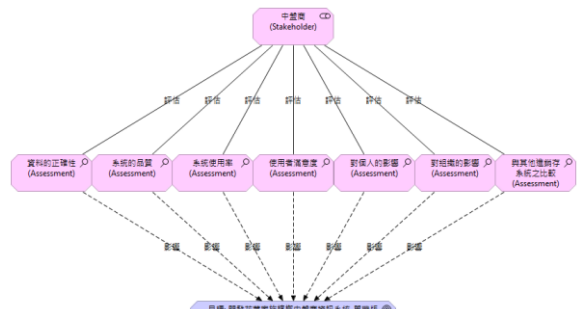 中盤商
(Stakeholder)
評估 評估 評估 評估 評估 評估 評估
資料的正確性
(Assessment)
系統的品質
(Assessment)
系統使用率
(Assessment)
使用者滿意度
(Assessment)
對個人的影響
(Assessment)
對組織的影響
(Assessment)
與其他進銷存
系統之比較
(Assessment)
影響 影響 影響 影響 影響 影響 影響